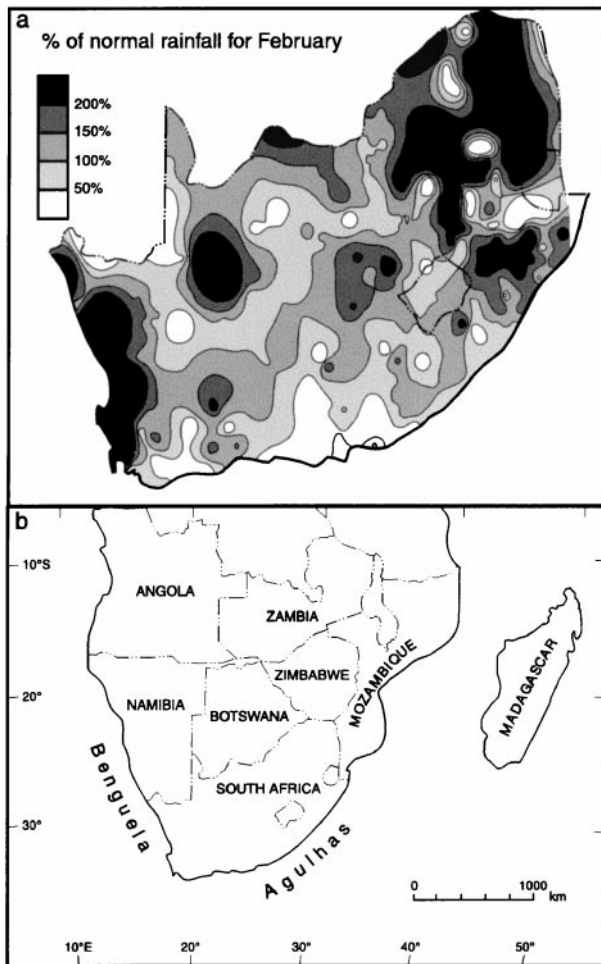 a
% of normal rainfall for February
200%
150%
100%
50%
b
10°S
20°
30°
ANGOLA
ZAMBIA
ZIMBABWE
MOZAMBIQUE
MADAGASCAR
NAMIBIA
BOTSWANA
SOUTH AFRICA
Benguela
Agulhas
0 1000
km
10°E 20° 30° 40° 50°